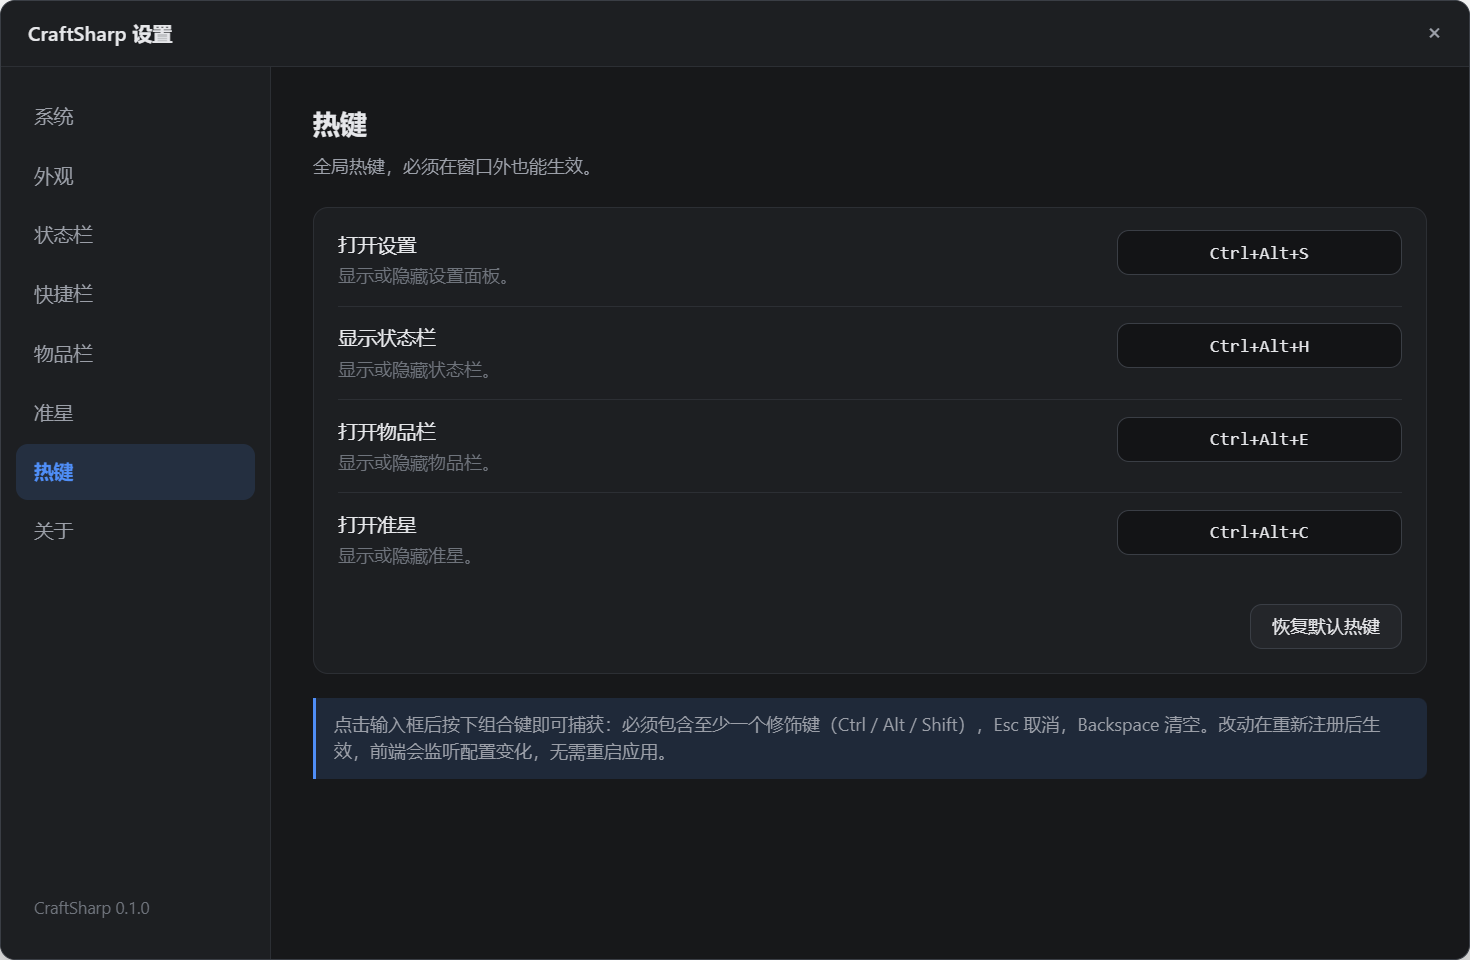 CraftSharp 设置
×
系统
外观
状态栏
快捷栏
物品栏
准星
热键
关于
CraftSharp 0.1.0
热键
全局热键，必须在窗口外也能生效。
打开设置
显示或隐藏设置面板。
Ctrl+Alt+S
显示状态栏
显示或隐藏状态栏。
Ctrl+Alt+H
打开物品栏
显示或隐藏物品栏。
Ctrl+Alt+E
打开准星
显示或隐藏准星。
Ctrl+Alt+C
恢复默认热键
点击输入框后按下组合键即可捕获：必须包含至少一个修饰键（Ctrl / Alt / Shift），Esc 取消，Backspace 清空。改动在重新注册后生
效，前端会监听配置变化，无需重启应用。